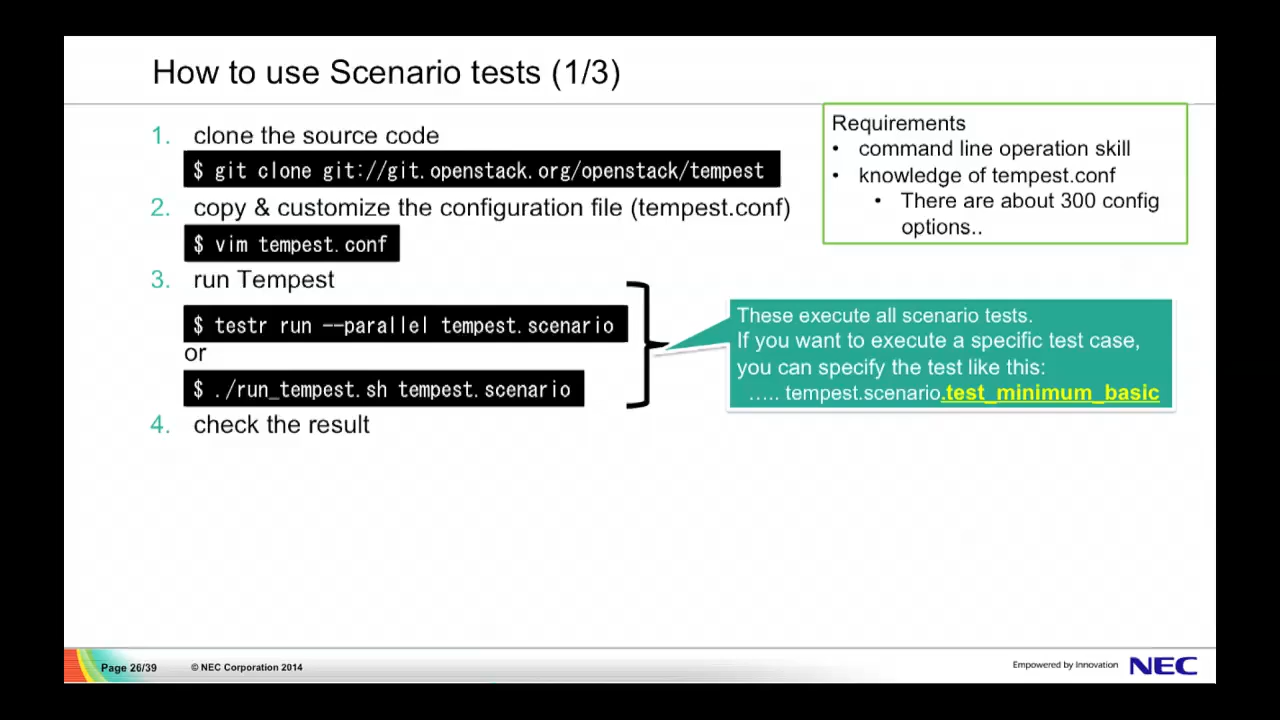 How to use Scenario tests (1/3)
1. clone the source code
$ git clone git://git.openstack.org/openstack/tempest
2. copy & customize the configuration file (tempest.conf)
$ vim tempest.conf
3. run Tempest
$ testr run --parallel tempest.scenario
or
$ ./run_tempest.sh tempest.scenario
4. check the result
Requirements
• command line operation skill
• knowledge of tempest.conf
• There are about 300 config
options..
These execute all scenario tests.
If you want to execute a specific test case,
you can specify the test like this:
..... tempest.scenario.test_minimum_basic
Page 26/39
© NEC Corporation 2014
Empowered by Innovation
NEC